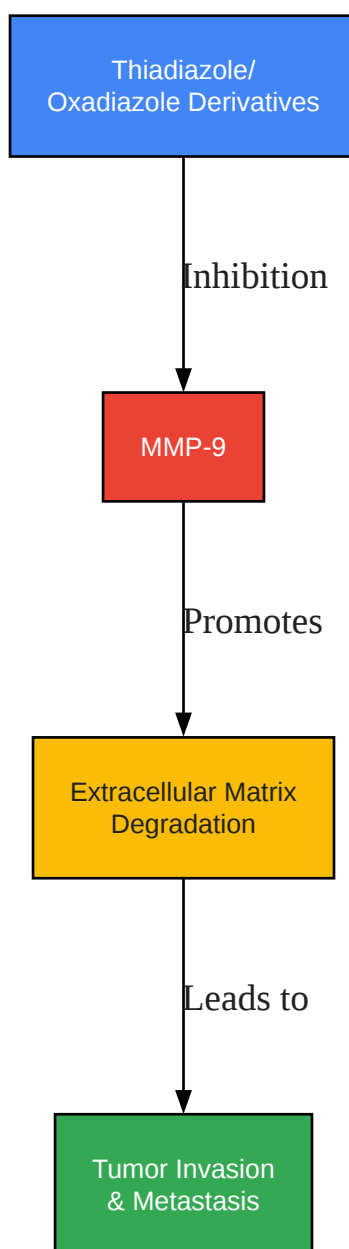 Thiadiazole/
Oxadiazole Derivatives
Inhibition
MMP-9
Promotes
Extracellular Matrix
Degradation
Leads to
Tumor Invasion
& Metastasis